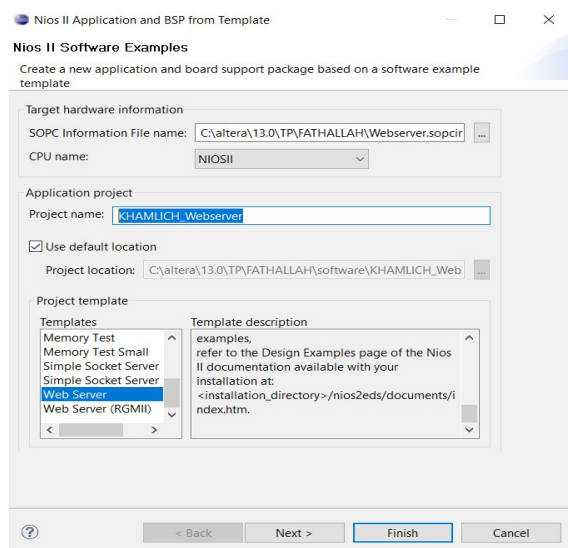 Nios II Application and BSP from Template
Nios II Software Examples
Create a new application and board support package based on a software example
template
Target hardware information
SOPC Information File name: C:\altera\13.0\TP\FATHALLAH\Webserver.sopcir ...
CPU name: NIOSII
Application project
Project name: KHAMLICH_Webserver
Use default location
Project location: C:\altera\13.0\TP\FATHALLAH\software\KHAMLICH_Web ...
Project template
Templates
Memory Test
Memory Test Small
Simple Socket Server
Simple Socket Server
Web Server
Web Server (RGMII)
Template description
examples,
refer to the Design Examples page of the Nios
II documentation available with your
installation at:
<installation_directory>/nios2eds/documents/i
ndex.htm.
? < Back Next > Finish Cancel